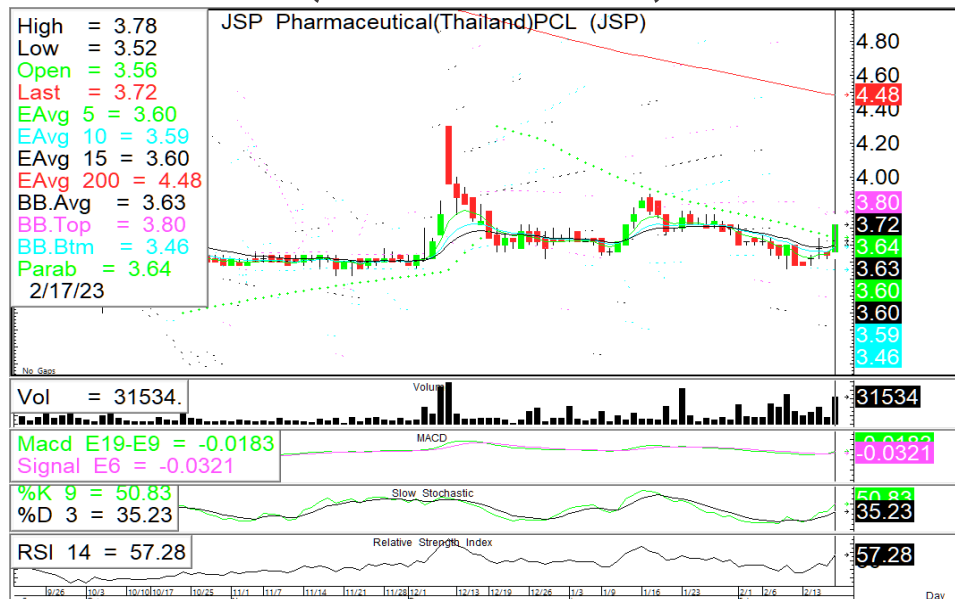 JSP Pharmaceutical(Thailand)PCL (JSP)
High = 3.78
Low = 3.52
Open = 3.56
Last = 3.72
EAvg 5 = 3.60
EAvg 10 = 3.59
EAvg 15 = 3.60
EAvg 200 = 4.48
BB.Avg = 3.63
BB.Top = 3.80
BB.Btm = 3.46
Parab = 3.64
2/17/23
No Gaps
4.80
4.60
4.48
4.40
4.20
4.00
3.80
3.72
3.64
3.63
3.60
3.60
3.59
3.46
Volum
Vol = 31534.
31534
MACD
Macd E19-E9 = -0.0183
Signal E6 = -0.0321
-0.0183
-0.0321
Slow Stochastic
%K 9 = 50.83
%D 3 = 35.23
50.83
35.23
Relative Strength Index
RSI 14 = 57.28
57.28
9/26 10/3 10/10 10/17 10/25 11/1 11/7 11/14 11/21 11/28 12/1 12/13 12/19 12/26 1/3 1/9 1/16 1/23 2/1 2/6 2/13 Day